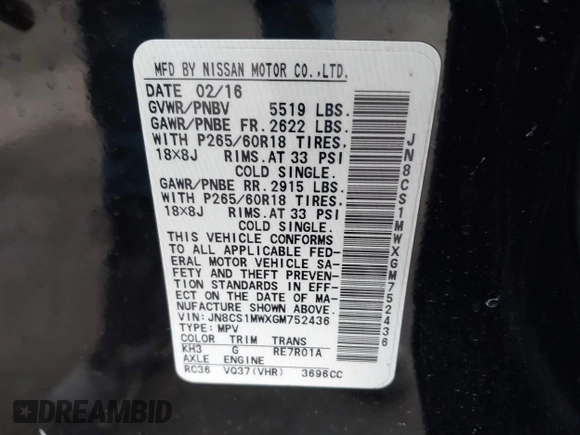 MFD BY NISSAN MOTOR CO.,LTD.
DATE 02/16
GVWR/PNBV 5519 LBS.
GAWR/PNBE FR. 2622 LBS.
WITH P265/60R18 TIRES.
18X8J RIMS.AT 33 PSI
COLD SINGLE.
GAWR/PNBE RR. 2915 LBS.
WITH P265/60R18 TIRES.
18X8J RIMS.AT 33 PSI
COLD SINGLE.
THIS VEHICLE CONFORMS
TO ALL APPLICABLE FED-
ERAL MOTOR VEHICLE SA-
FETY AND THEFT PREVEN-
TION STANDARDS IN EFF-
ECT ON THE DATE OF MA-
NUFACTURE SHOWN ABOVE.
VIN:JN8CS1MWXGM752436
TYPE:MPV
COLOR TRIM TRANS
KH3 G RE7R01A
AXLE ENGINE
RC36 VQ37(VHR) 3696CC
JN8CS1MWXGM752436
DREAMBID